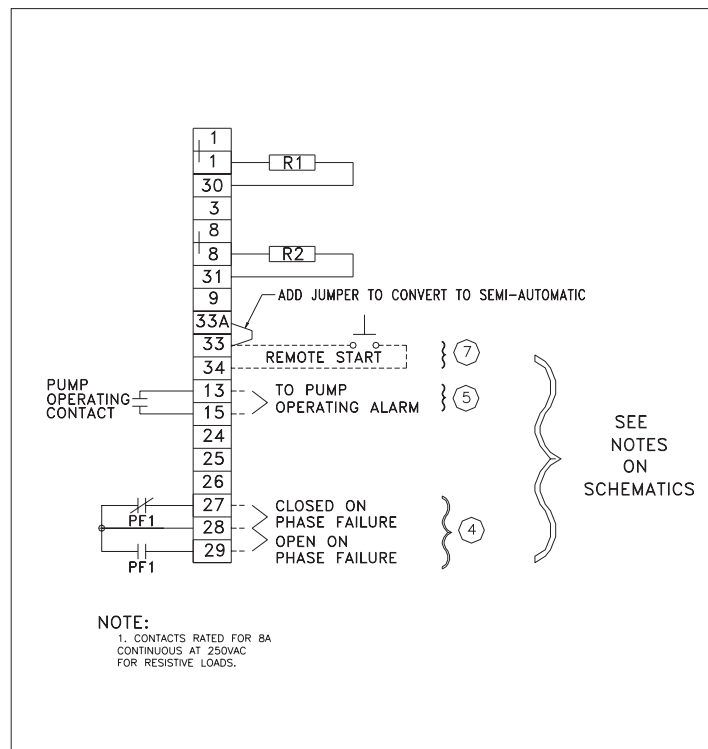 1
1
R1
30
3
8
8
R2
31
9
ADD JUMPER TO CONVERT TO SEMI-AUTOMATIC
33A
33
REMOTE START
7
34
PUMP
OPERATING
CONTACT
13
15
TO PUMP
OPERATING ALARM
5
24
25
26
SEE
NOTES
ON
SCHEMATICS
PF1
27
28
29
PF1
CLOSED ON
PHASE FAILURE
OPEN ON
PHASE FAILURE
4
NOTE:
1. CONTACTS RATED FOR 8A
CONTINUOUS AT 250VAC
FOR RESISTIVE LOADS.